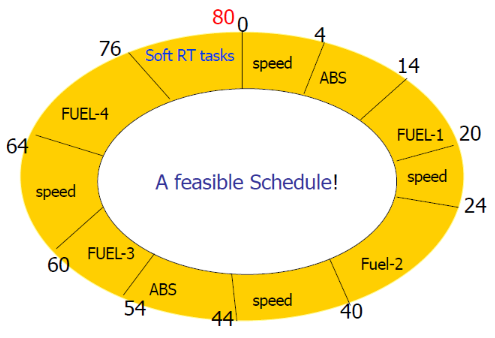 80
0
speed
4
ABS
14
FUEL-1
20
speed
24
Fuel-2
40
speed
44
ABS
54
FUEL-3
60
speed
64
FUEL-4
76
Soft RT tasks
A feasible Schedule!